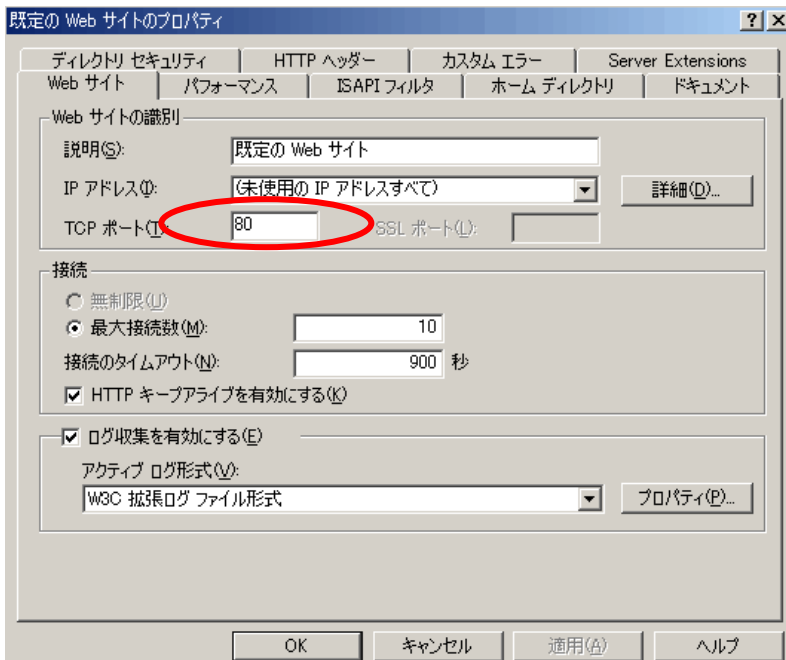 既定の Web サイトのプロパティ
ディレクトリ セキュリティ HTTP ヘッダー カスタム エラー Server Extensions
Web サイト パフォーマンス ISAPI フィルタ ホーム ディレクトリ ドキュメント
Web サイトの識別
説明(S): 既定の Web サイト
IP アドレス(I): (未使用の IP アドレスすべて) 詳細(D)...
TCP ポート(T): 80 SSL ポート(L):
接続
無制限(U)
最大接続数(M): 10
接続のタイムアウト(N): 900 秒
HTTP キープアライブを有効にする(K)
ログ収集を有効にする(E)
アクティブ ログ形式(V):
W3C 拡張ログ ファイル形式 プロパティ(P)...
OK キャンセル 適用(A) ヘルプ